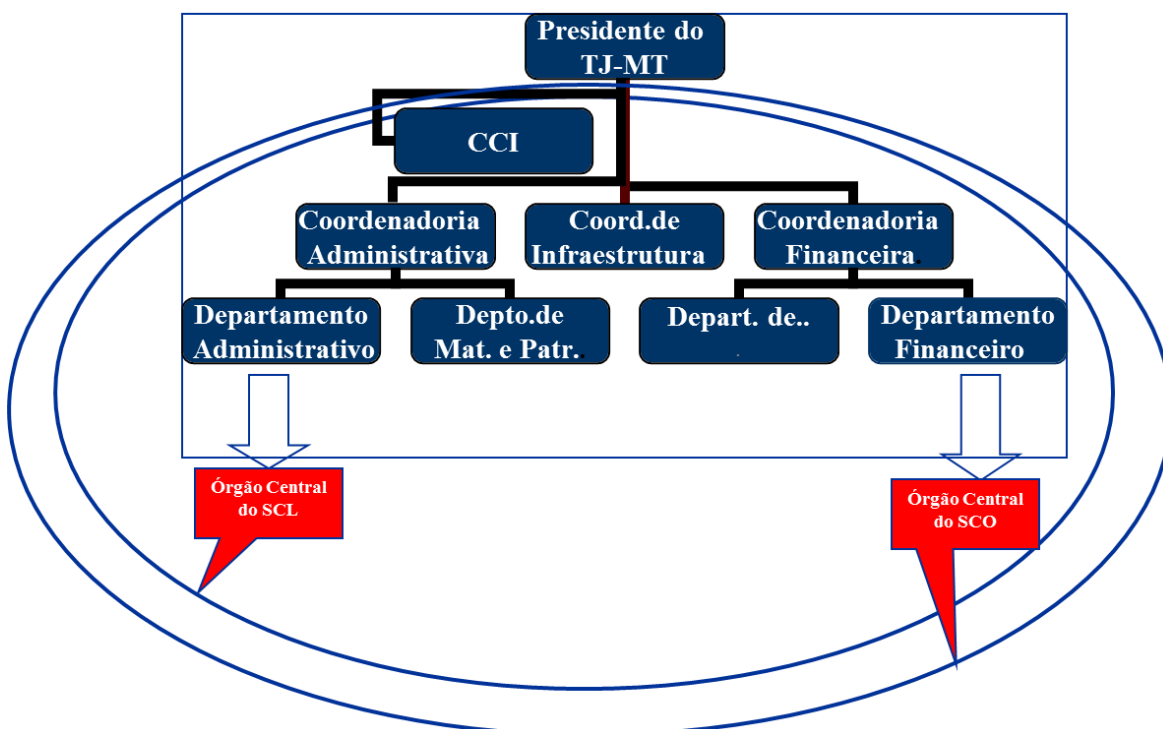 Presidente do
TJ-MT
CCI
Coordenadoria
Administrativa
Coord.de
Infraestrutura
Coordenadoria
Financeira.
Departamento
Administrativo
Depto.de
Mat. e Patr..
Depart. de..
.
Departamento
Financeiro
Órgão Central
do SCL
Órgão Central
do SCO